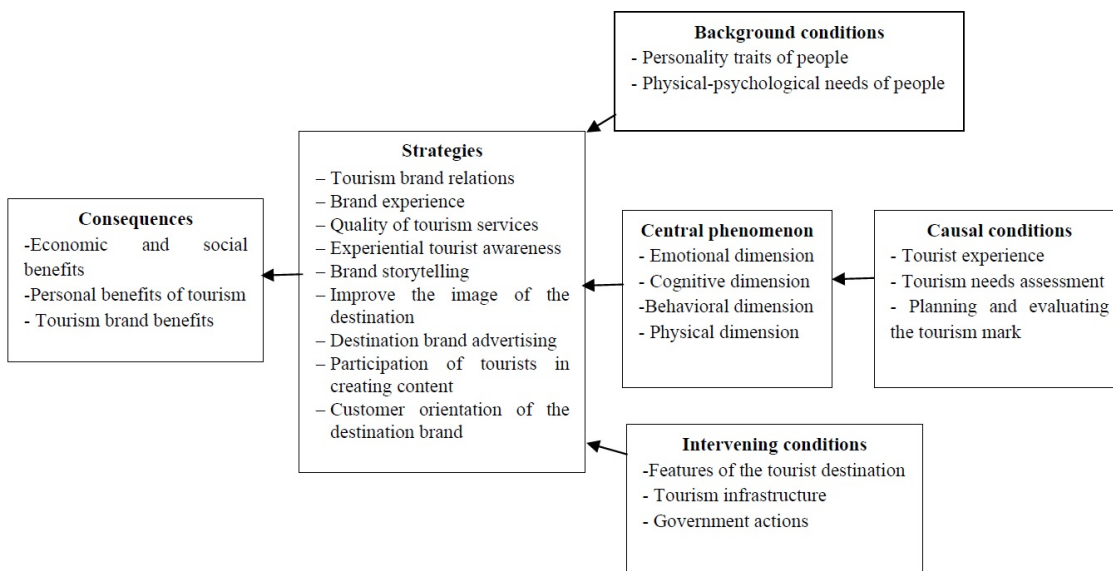 Background conditions
- Personality traits of people
- Physical-psychological needs of people
Strategies
– Tourism brand relations
– Brand experience
– Quality of tourism services
– Experiential tourist awareness
– Brand storytelling
– Improve the image of the
destination
– Destination brand advertising
– Participation of tourists in
creating content
– Customer orientation of the
destination brand
Consequences
-Economic and social
benefits
-Personal benefits of tourism
- Tourism brand benefits
Central phenomenon
- Emotional dimension
- Cognitive dimension
-Behavioral dimension
- Physical dimension
Causal conditions
- Tourist experience
- Tourism needs assessment
- Planning and evaluating
the tourism mark
Intervening conditions
-Features of the tourist destination
- Tourism infrastructure
- Government actions